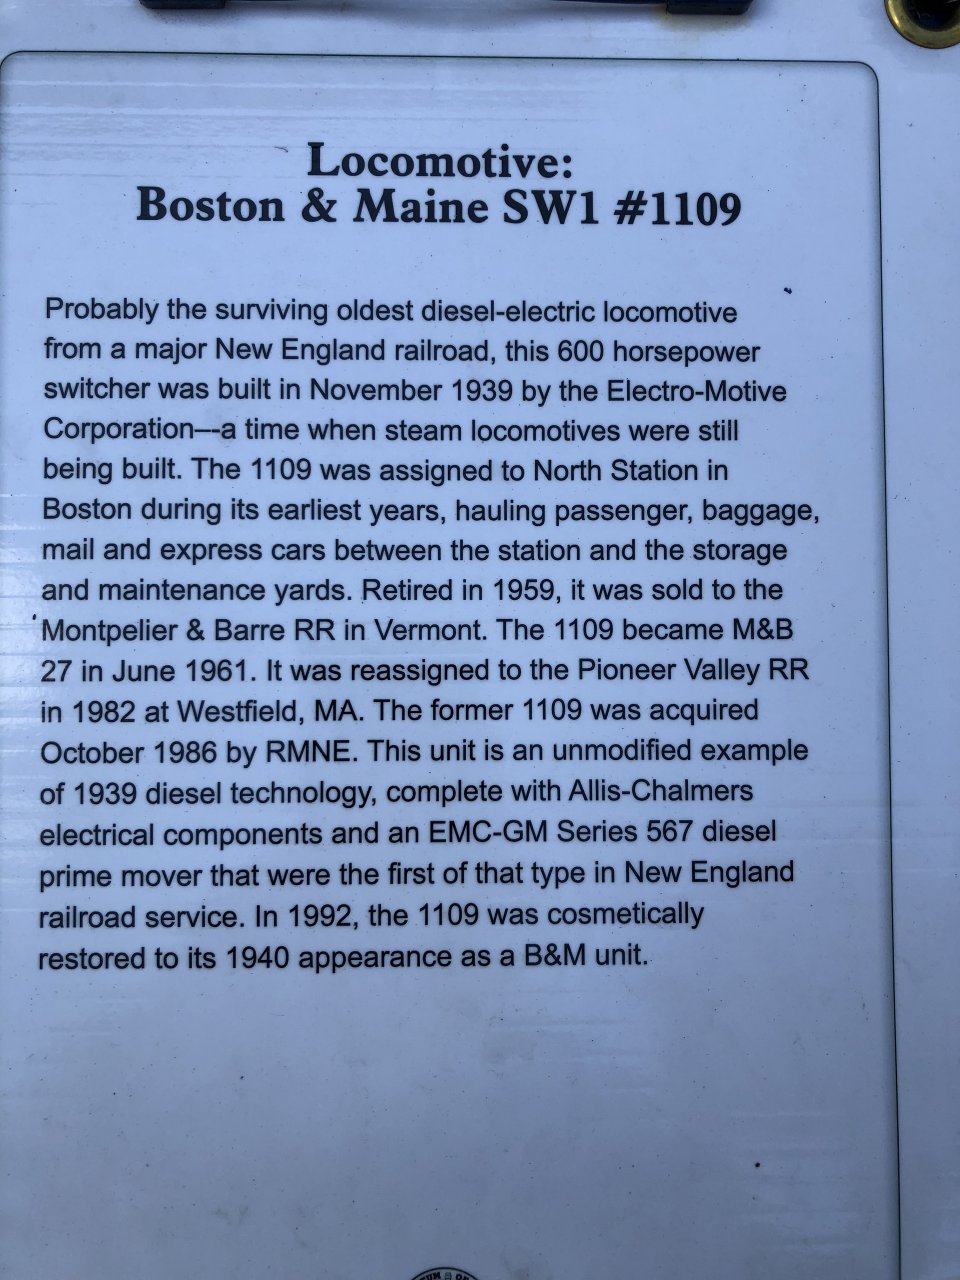 Locomotive:
Boston & Maine SW1 #1109
Probably the surviving oldest diesel-electric locomotive
from a major New England railroad, this 600 horsepower
switcher was built in November 1939 by the Electro-Motive
Corporation—-a time when steam locomotives were still
being built. The 1109 was assigned to North Station in
Boston during its earliest years, hauling passenger, baggage,
mail and express cars between the station and the storage
and maintenance yards. Retired in 1959, it was sold to the
Montpelier & Barre RR in Vermont. The 1109 became M&B
27 in June 1961. It was reassigned to the Pioneer Valley RR
in 1982 at Westfield, MA. The former 1109 was acquired
October 1986 by RMNE. This unit is an unmodified example
of 1939 diesel technology, complete with Allis-Chalmers
electrical components and an EMC-GM Series 567 diesel
prime mover that were the first of that type in New England
railroad service. In 1992, the 1109 was cosmetically
restored to its 1940 appearance as a B&M unit.